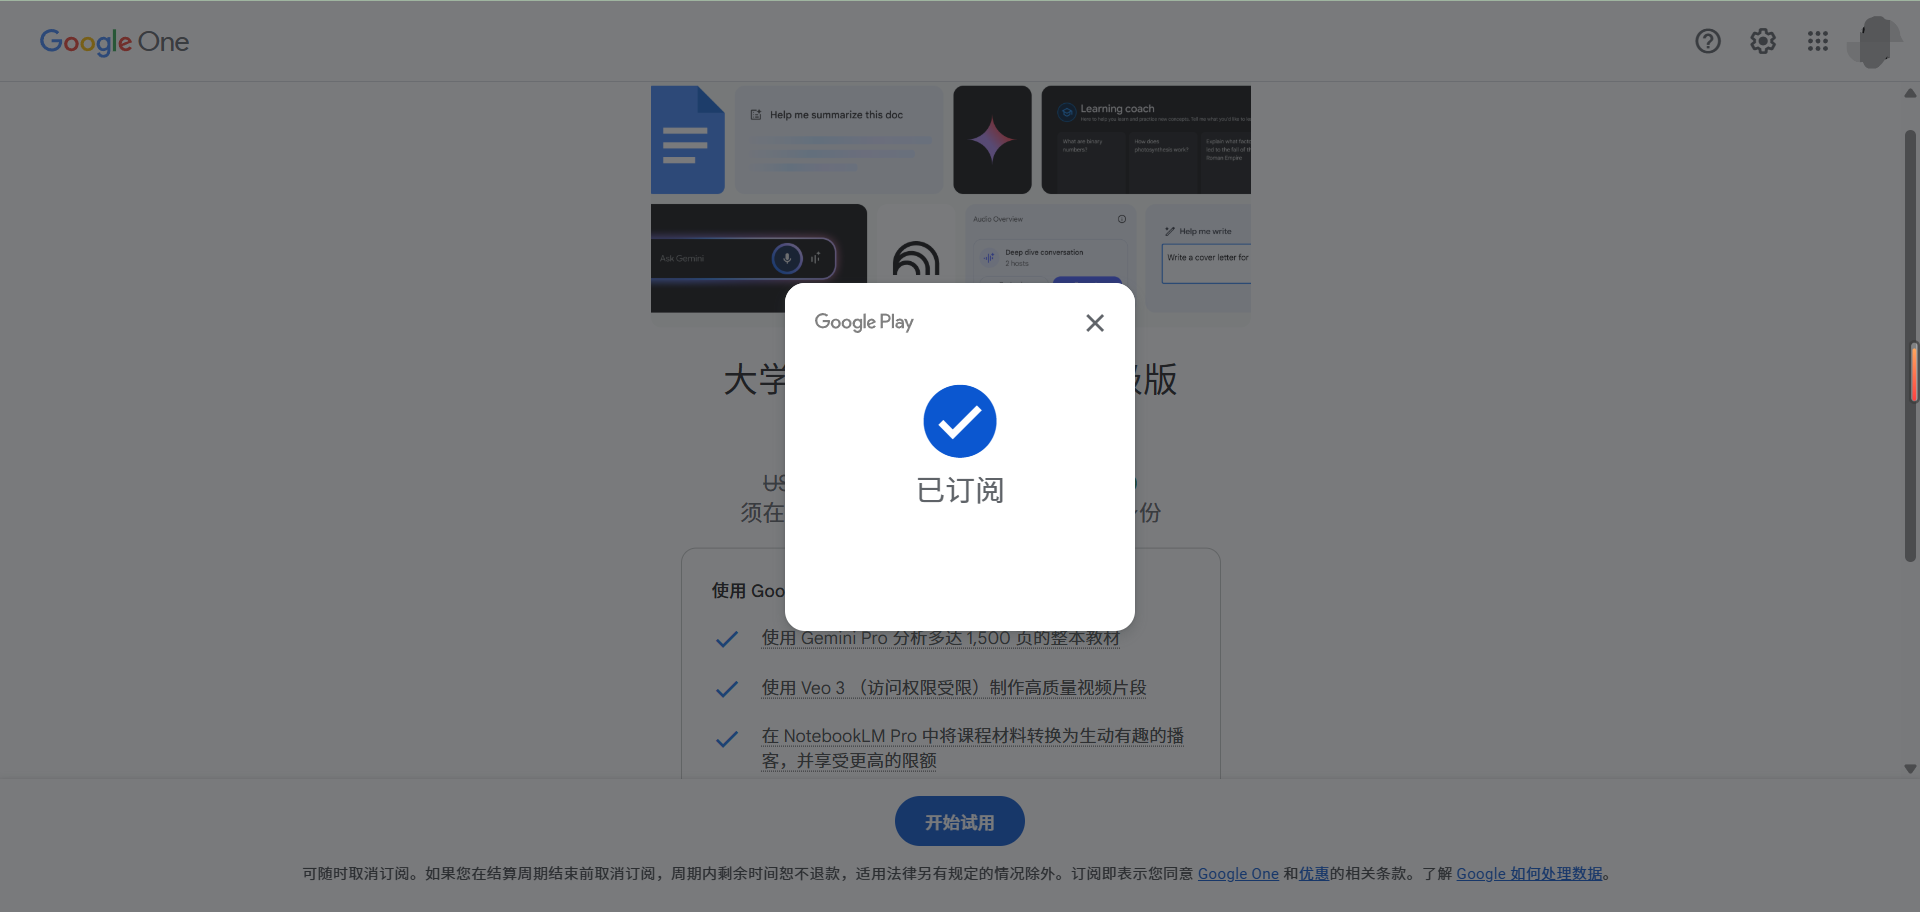 Google One
Help me summarize this doc
Learning coach
What are binary numbers?
How does photosynthesis work?
Ask Gemini
Audio Overview
Deep dive conversation
2 hosts
Help me write
Write a cover letter for
Google Play
大学
版
已订阅
须在
份
使用 Goo
使用 Gemini Pro 分析多达 1,500 页的整本教材
使用 Veo 3 （访问权限受限）制作高质量视频片段
在 NotebookLM Pro 中将课程材料转换为生动有趣的播
客，并享受更高的限额
开始试用
可随时取消订阅。如果您在结算周期结束前取消订阅，周期内剩余时间恕不退款，适用法律另有规定的情况除外。订阅即表示您同意 Google One 和优惠的相关条款。了解 Google 如何处理数据。